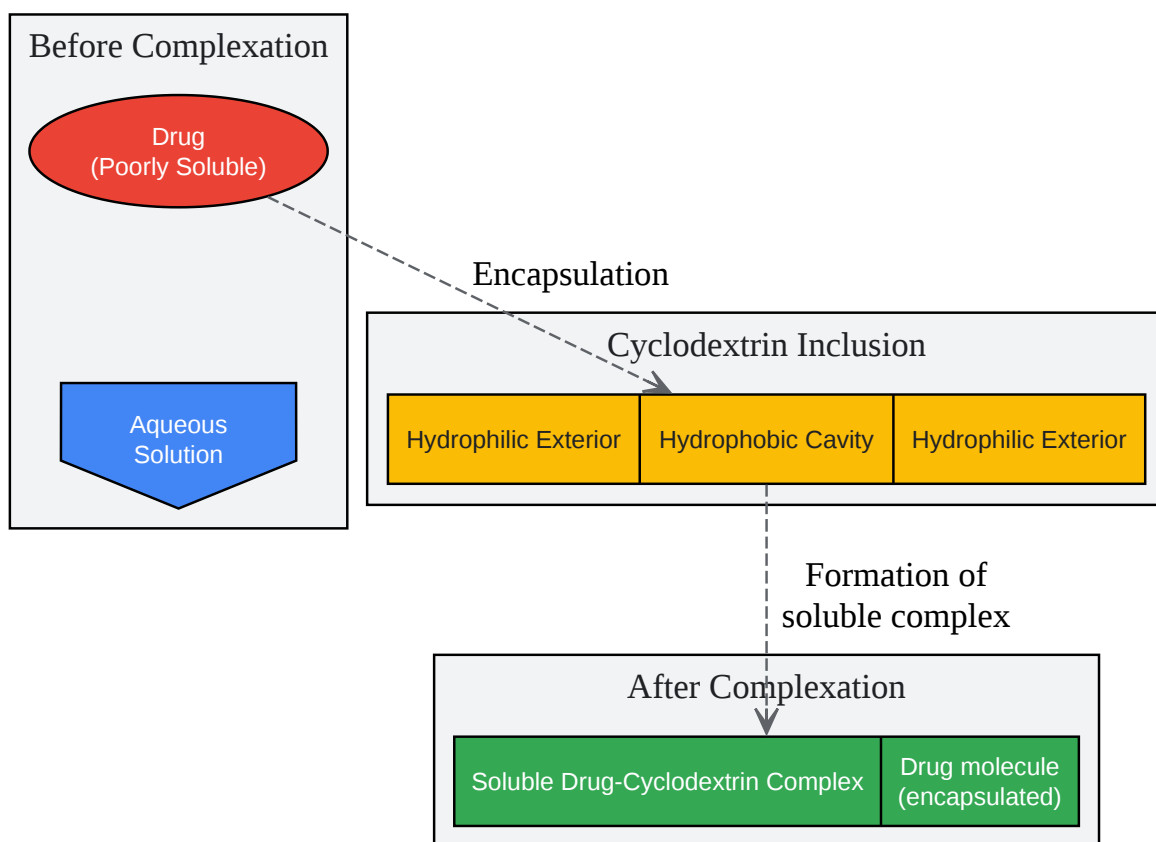 Before Complexation
Drug
(Poorly Soluble)
Aqueous
Solution
Encapsulation
Cyclodextrin Inclusion
Hydrophilic Exterior
Hydrophobic Cavity
Hydrophilic Exterior
Formation of
soluble complex
After Complexation
Soluble Drug-Cyclodextrin Complex
Drug molecule
(encapsulated)